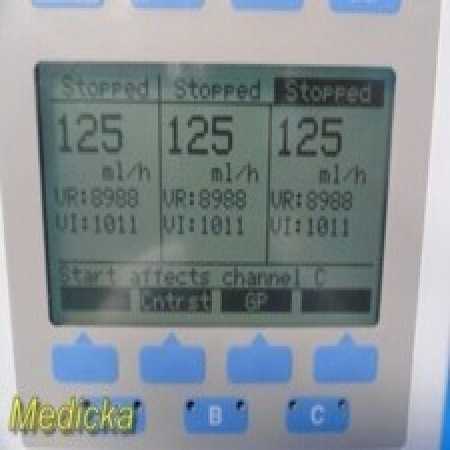 Stopped Stopped Stopped
125 125 125
ml/h ml/h ml/h
VR:8988 VR:8988 VR:8988
VI:1011 VI:1011 VI:1011
Start affects channel C
Cntrst GP
B C
Medicka